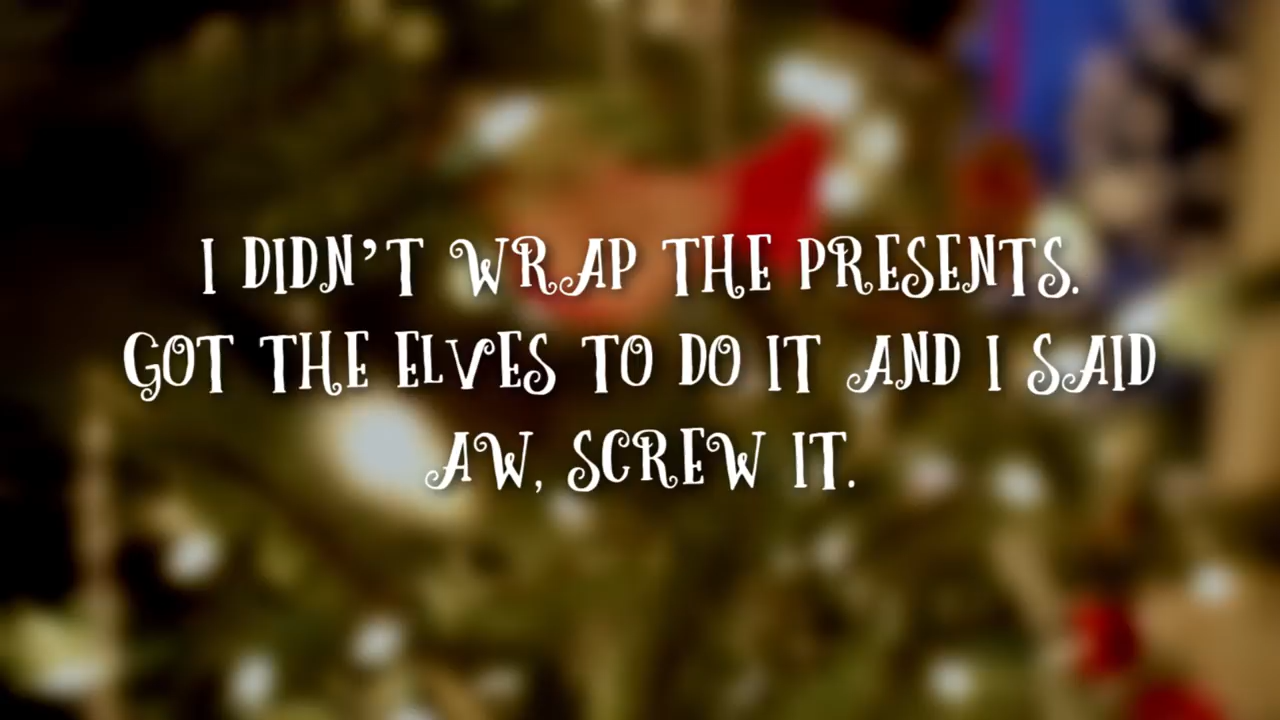 I DIDN'T WRAP THE PRESENTS.
GOT THE ELVES TO DO IT AND I SAID
AW, SCREW IT.